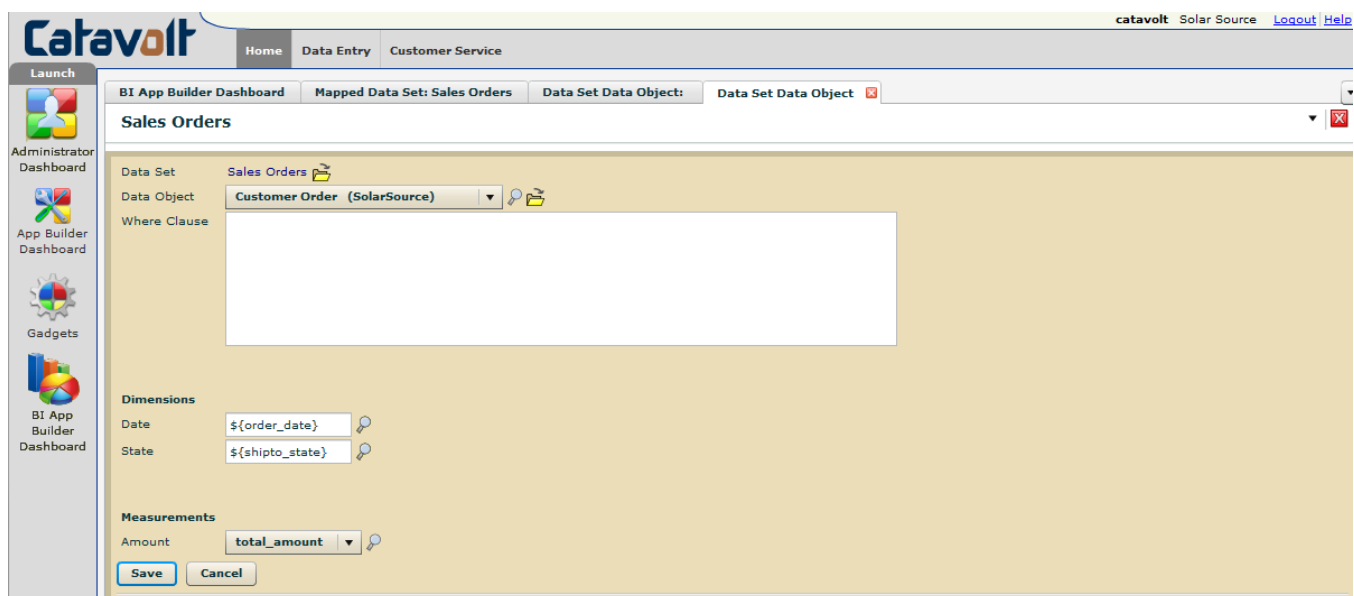 catavolt Solar Source Logout Help
Catavolt
Home Data Entry Customer Service
Launch
BI App Builder Dashboard Mapped Data Set: Sales Orders Data Set Data Object: Data Set Data Object
Sales Orders
Administrator
Dashboard
App Builder
Dashboard
Gadgets
BI App
Builder
Dashboard
Data Set Sales Orders
Data Object Customer Order (SolarSource)
Where Clause
Dimensions
Date ${order_date}
State ${shipto_state}
Measurements
Amount total_amount
Save Cancel